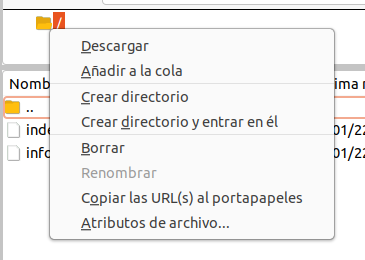 /
Descargar
Añadir a la cola
Crear directorio
Crear directorio y entrar en él
Borrar
Renombrar
Copiar las URL(s) al portapapeles
Atributos de archivo...
Nomb
ima r
..
inde
01/22
info
01/22